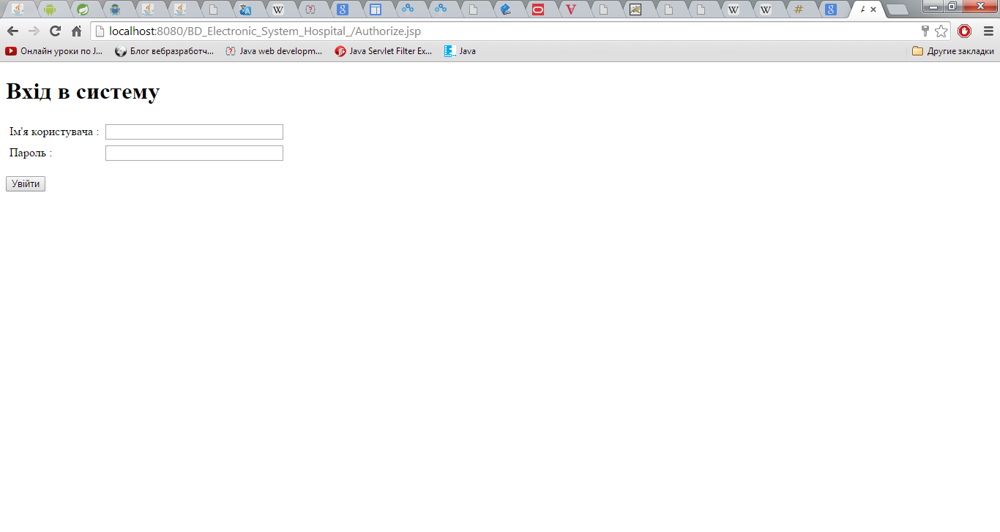 localhost:8080/BD_Electronic_System_Hospital_/Authorize.jsp
Онлайн уроки по J... Блог вебразработч... Java web developm... Java Servlet Filter Ex... Java Другие закладки
Вхід в систему
Ім'я користувача :
Пароль :
Увійти